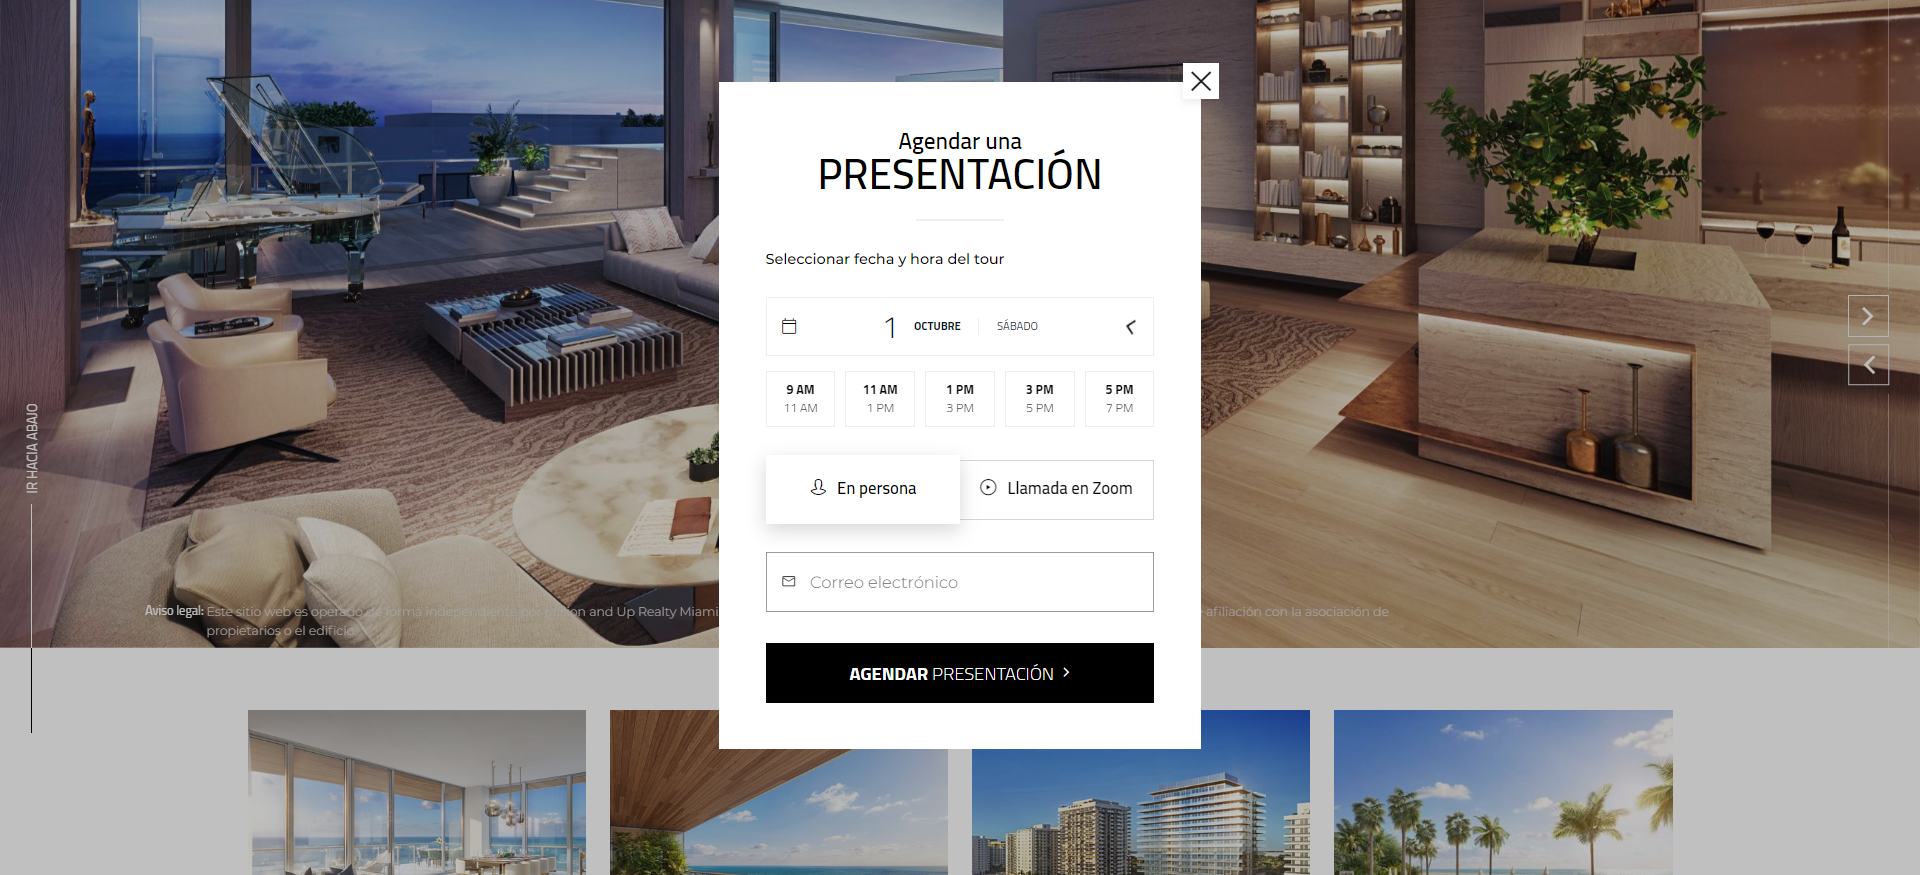 Agendar una
PRESENTACIÓN
Seleccionar fecha y hora del tour
1 OCTUBRE SÁBADO
9 AM 11 AM 1 PM 3 PM 5 PM
11 AM 1 PM 3 PM 5 PM 7 PM
En persona Llamada en Zoom
Correo electrónico
AGENDAR PRESENTACIÓN
IR HACIA ABAJO
Aviso legal: Este sitio web es operado de forma independiente por Million and Up Realty Miami afiliación con la asociación de
propietarios o el edificio.